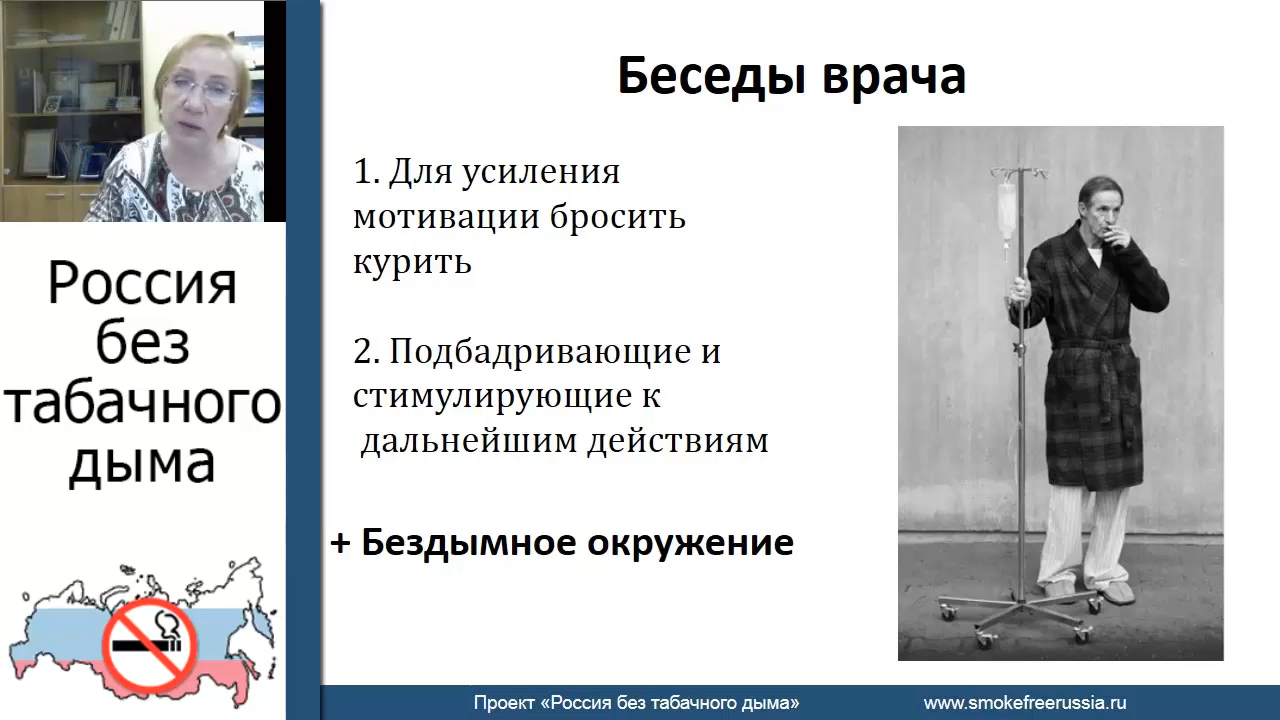 Беседы врача
1. Для усиления
мотивации бросить
курить
2. Подбадривающие и
стимулирующие к
дальнейшим действиям
+ Бездымное окружение
Россия
без
табачного
дыма
Проект «Россия без табачного дыма»
www.smokefreerussia.ru